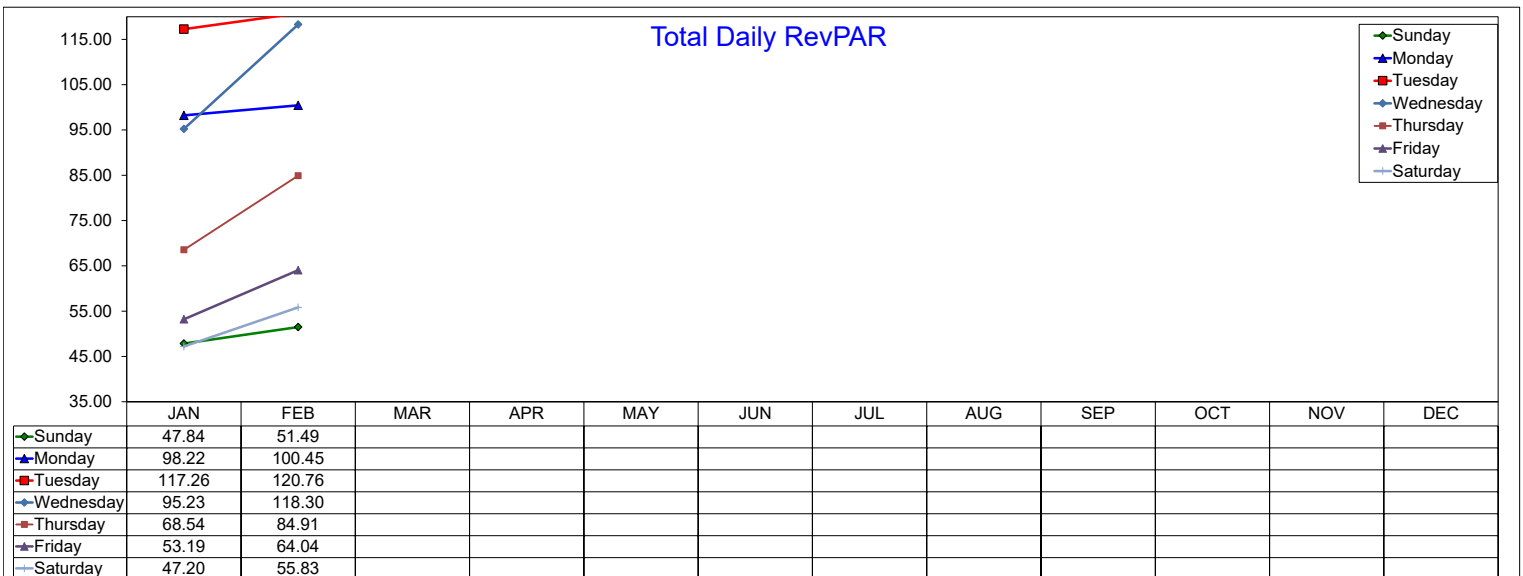 Total Daily RevPAR
115.00
105.00
95.00
85.00
75.00
65.00
55.00
45.00
35.00
Sunday
Monday
Tuesday
Wednesday
Thursday
Friday
Saturday
JAN FEB MAR APR MAY JUN JUL AUG SEP OCT NOV DEC
Sunday 47.84 51.49
Monday 98.22 100.45
Tuesday 117.26 120.76
Wednesday 95.23 118.30
Thursday 68.54 84.91
Friday 53.19 64.04
Saturday 47.20 55.83